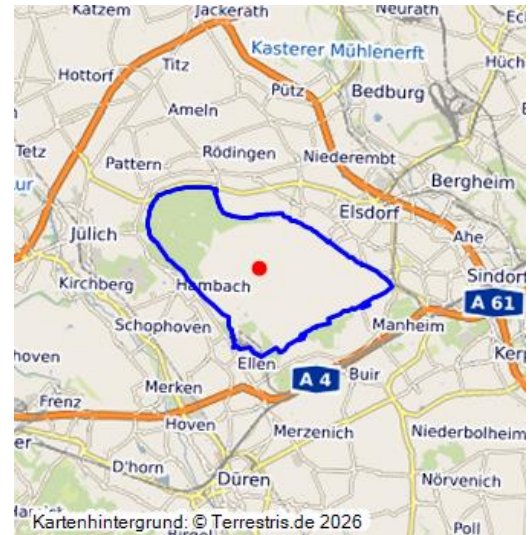 Katzem
Jackerath
Neurath
Kasterer Mühlenerft
Titz
Hottorf
Pütz
Bedburg
Ameln
Tetz
Pattern
Rödingen
Niederembt
Bergheim
Elsdorf
Jülich
Ahe
Sindorf
Kirchberg
Hambach
A 61
Schophoven
Manheim
Ellen
A 4
Buir
Merken
Frenz
Hoven
Merzenich
Niederbolheim
D'horn
Düren
Nörvenich
Poll
Kartenhintergrund: © Terrestris.de 2026